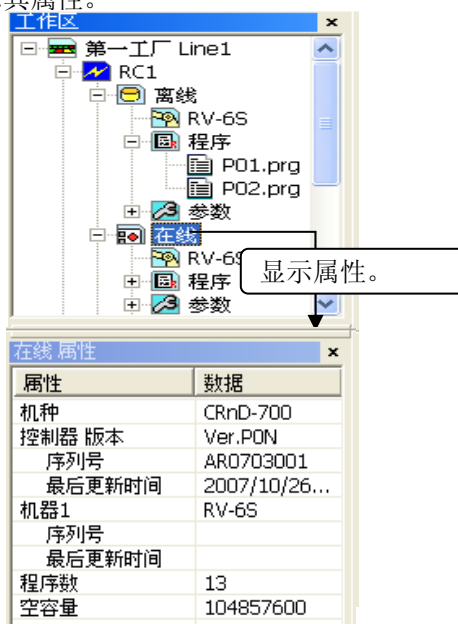 其属性。
工作区
第一工厂 Line1
RC1
离线
RV-6S
程序
P01.prg
P02.prg
参数
在线
RV-6S
程序
参数
显示属性。
在线 属性
属性 数据
机种 CRnD-700
控制器 版本 Ver.P0N
序列号 AR0703001
最后更新时间 2007/10/26...
机器1 RV-6S
序列号
最后更新时间
程序数 13
空容量 104857600